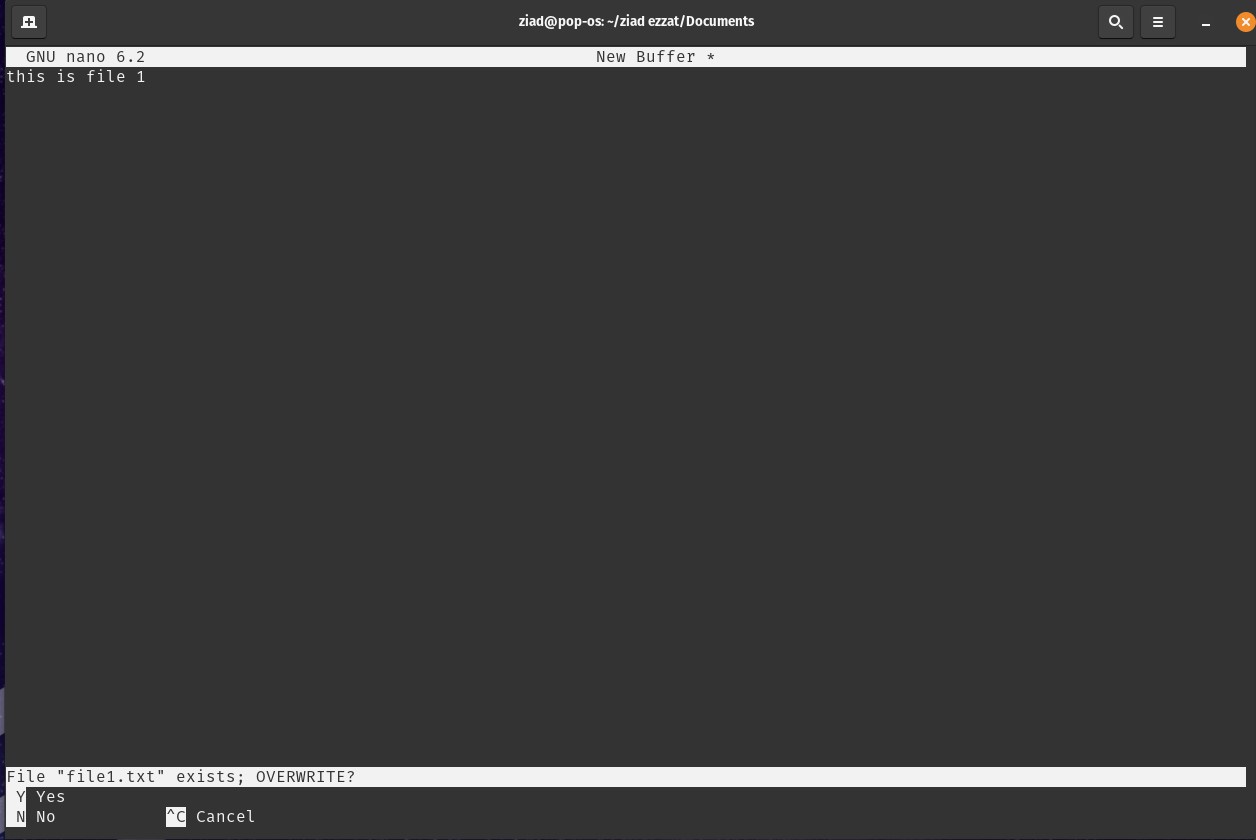 ziad@pop-os: ~/ziad ezzat/Documents
GNU nano 6.2 New Buffer *
this is file 1
File "file1.txt" exists; OVERWRITE?
Y Yes
N No ^C Cancel